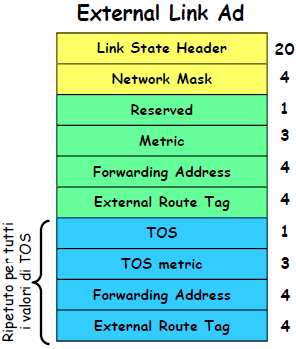 External Link Ad
Link State Header 20
Network Mask 4
Reserved 1
Metric 3
Forwarding Address 4
External Route Tag 4
Ripetuto per tutti
i valori di TOS
TOS 1
TOS metric 3
Forwarding Address 4
External Route Tag 4